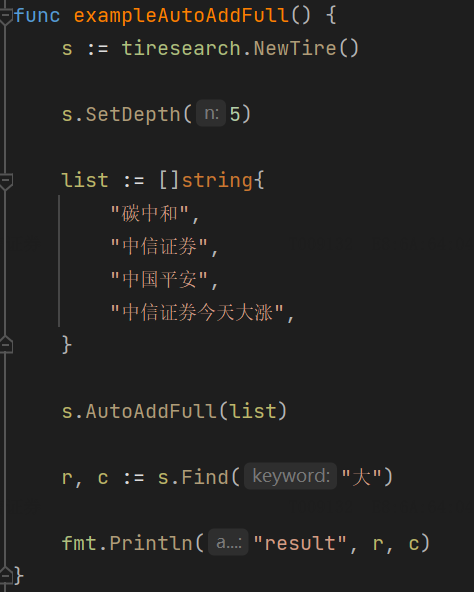 func exampleAutoAddFull() {
s := tiresearch.NewTire()
s.SetDepth( n: 5)
list := []string{
"碳中和",
"中信证券",
"中国平安",
"中信证券今天大涨",
}
s.AutoAddFull(list)
r, c := s.Find( keyword: "大")
fmt.Println( a...: "result", r, c)
}